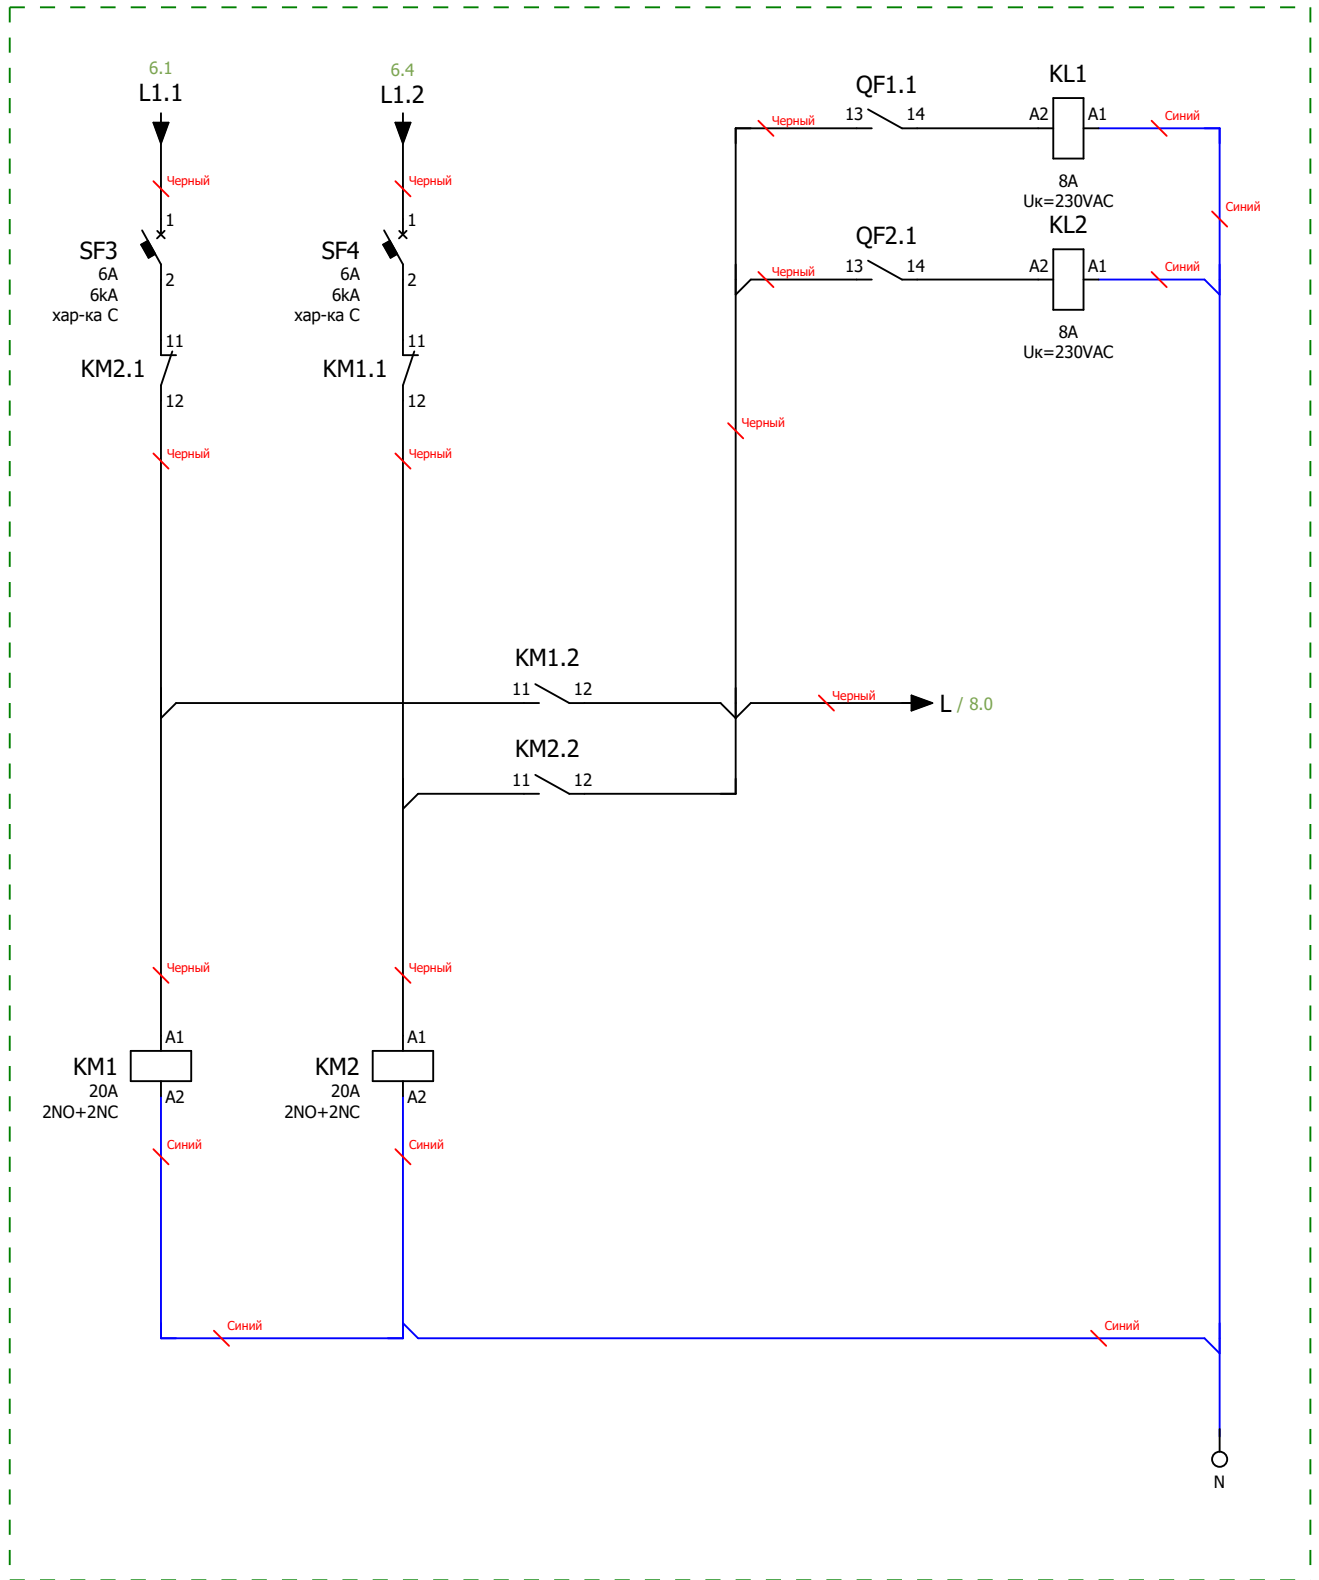 6.1
L1.1
6.4
L1.2
KL1
QF1.1
13
14
A2
A1
Черный
Синий
8A
Uк=230VAC
Черный
Черный
Синий
1
SF3
6A
6kA
хар-ка C
2
1
SF4
6A
6kA
хар-ка C
2
KL2
QF2.1
13
14
A2
A1
Черный
Синий
8A
Uк=230VAC
11
KM2.1
12
11
KM1.1
12
Черный
Черный
Черный
KM1.2
11
12
Черный
L / 8.0
KM2.2
11
12
Черный
Черный
A1
KM1
20A
2NO+2NC
A2
A1
KM2
20A
2NO+2NC
A2
Синий
Синий
Синий
Синий
N